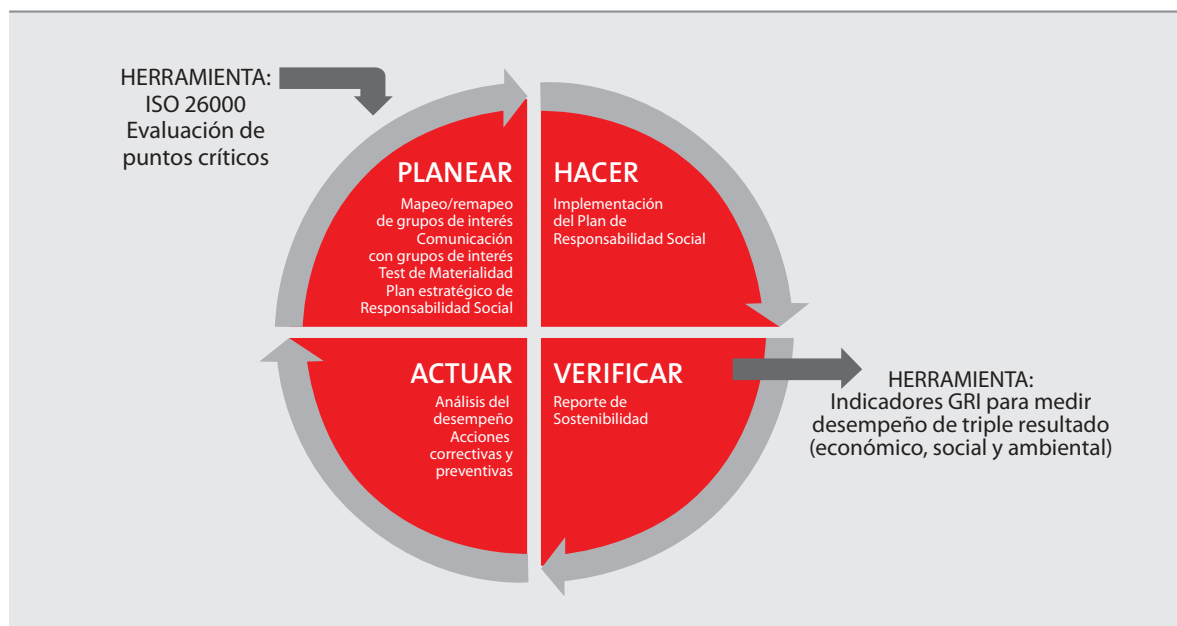 HERRAMIENTA:
ISO 26000
Evaluación de
puntos críticos
PLANEAR
Mapeo/remapeo
de grupos de interés
Comunicación
con grupos de interés
Test de Materialidad
Plan estratégico de
Responsabilidad Social
HACER
Implementación
del Plan de
Responsabilidad Social
ACTUAR
Análisis del
desempeño
Acciones
correctivas y
preventivas
VERIFICAR
Reporte de
Sostenibilidad
HERRAMIENTA:
Indicadores GRI para medir
desempeño de triple resultado
(económico, social y ambiental)